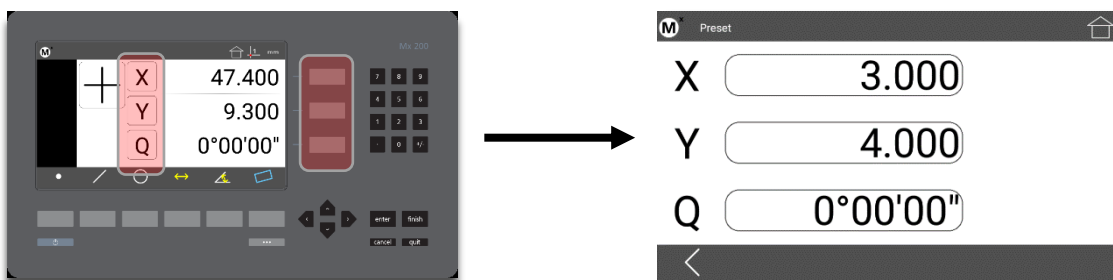 Mx 200
M x
1 mm
X 47.400
Y 9.300
Q 0°00'00"
7 8 9
4 5 6
1 2 3
. 0 +/-
enter finish
cancel quit
M x Preset
X 3.000
Y 4.000
Q 0°00'00"